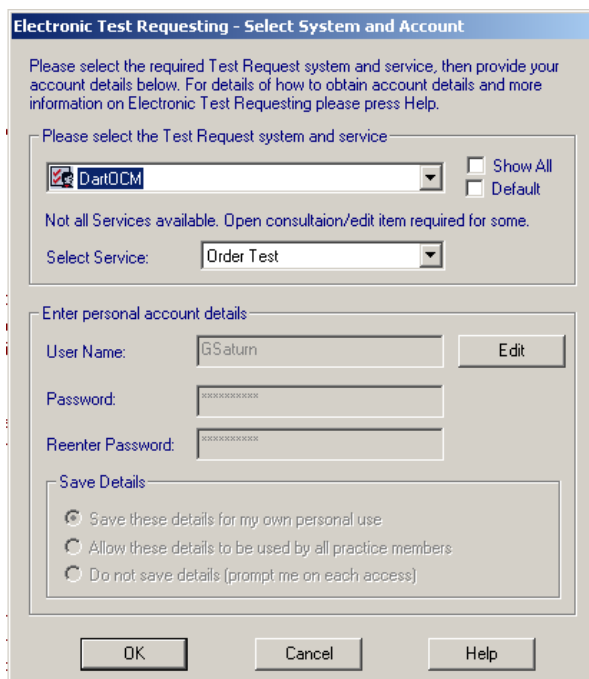 Electronic Test Requesting - Select System and Account
Please select the required Test Request system and service, then provide your
account details below. For details of how to obtain account details and more
information on Electronic Test Requesting please press Help.
Please select the Test Request system and service
DartOCM
Show All
Default
Not all Services available. Open consultaion/edit item required for some.
Select Service: Order Test
Enter personal account details
User Name: GSaturn Edit
Password: **********
Reenter Password: **********
Save Details
Save these details for my own personal use
Allow these details to be used by all practice members
Do not save details (prompt me on each access)
OK Cancel Help